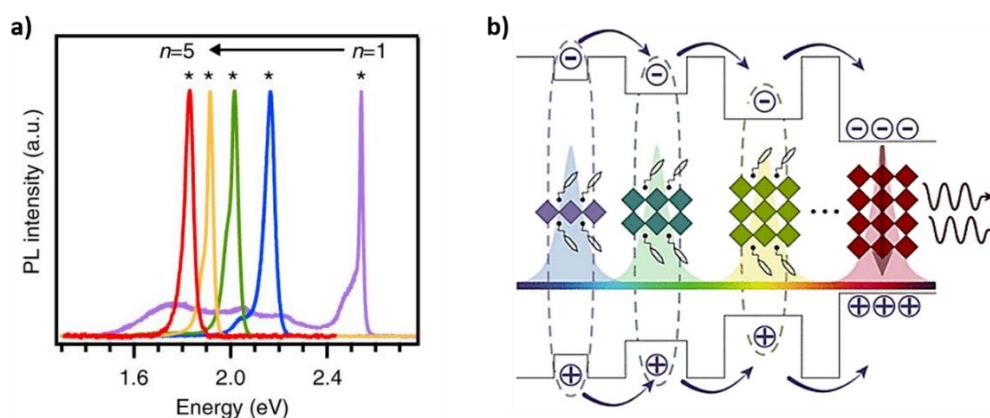 a)
n=5
n=1
* * * * *
PL intensity (a.u.)
1.6 2.0 2.4
Energy (eV)
b)
− − − − − −
•••
+ + + + + +